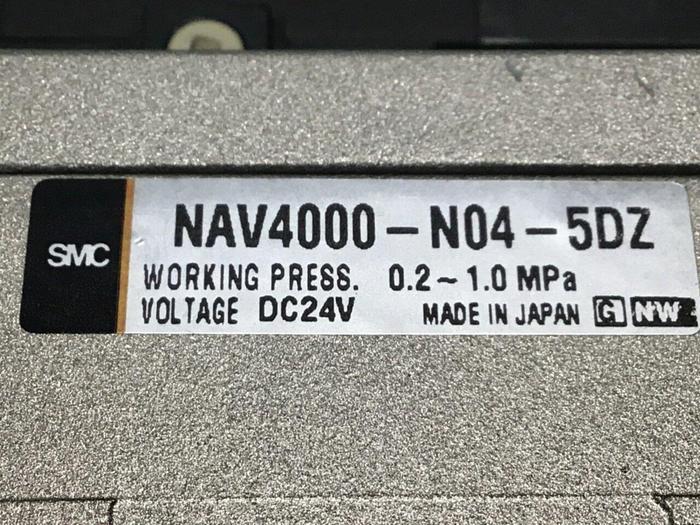 SMC
NAV4000-N04-5DZ
WORKING PRESS. 0.2~1.0 MPa
VOLTAGE DC24V MADE IN JAPAN G NW